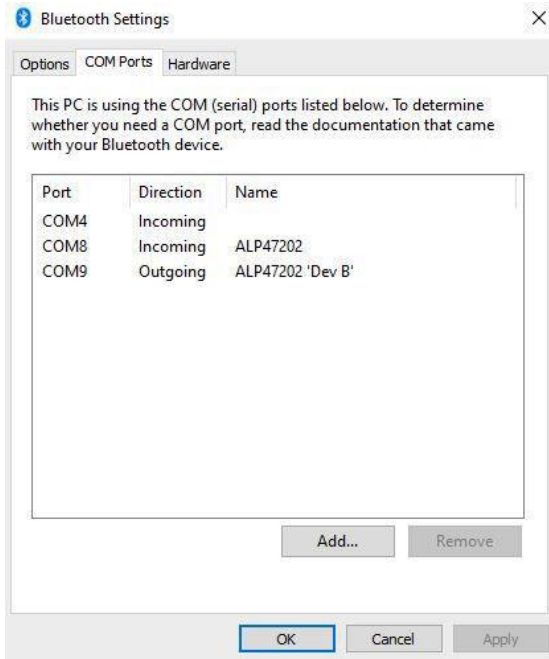 Bluetooth Settings
Options COM Ports Hardware
This PC is using the COM (serial) ports listed below. To determine
whether you need a COM port, read the documentation that came
with your Bluetooth device.
Port Direction Name
COM4 Incoming
COM8 Incoming ALP47202
COM9 Outgoing ALP47202 'Dev B'
Add... Remove
OK Cancel Apply